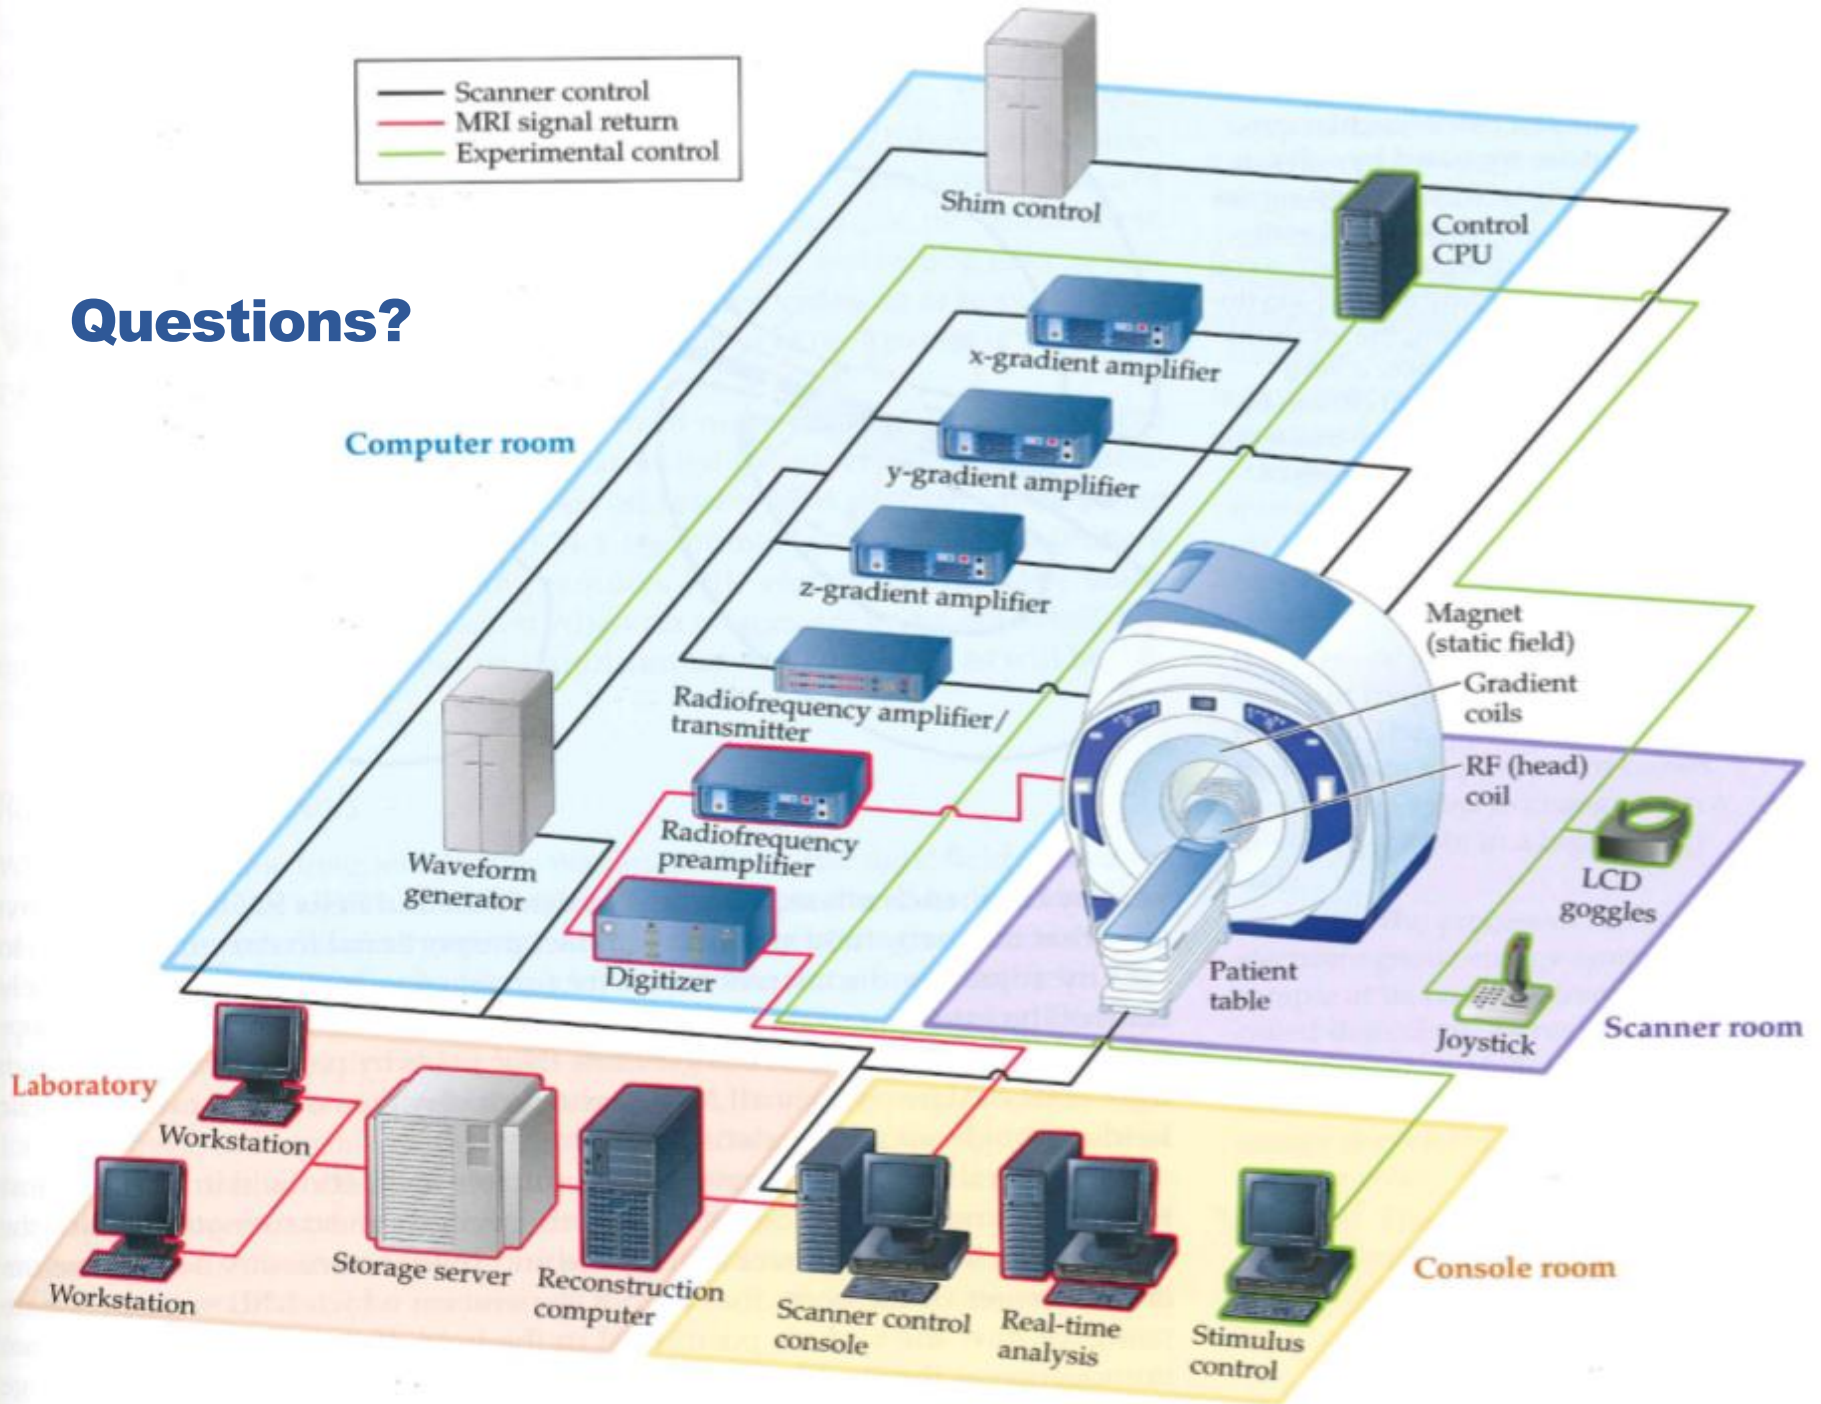 Scanner control
MRI signal return
Experimental control
Questions?
Shim control
Control
CPU
x-gradient amplifier
y-gradient amplifier
z-gradient amplifier
Computer room
Radiofrequency amplifier/
transmitter
Radiofrequency
preamplifier
Waveform
generator
Digitizer
Magnet
(static field)
Gradient
coils
RF (head)
coil
LCD
goggles
Patient
table
Joystick
Scanner room
Laboratory
Workstation
Workstation
Storage server
Reconstruction
computer
Scanner control
console
Real-time
analysis
Stimulus
control
Console room